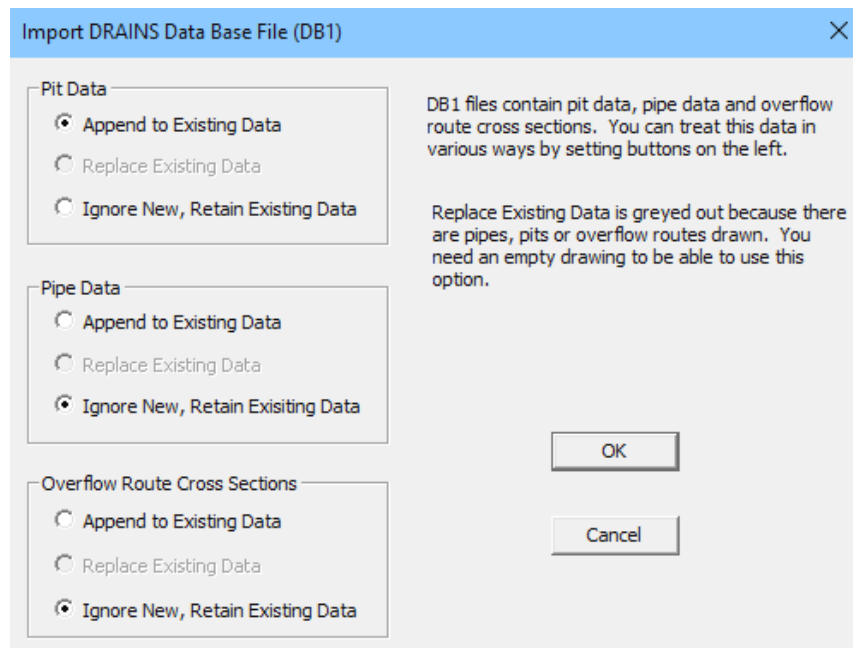 Import DRAINS Data Base File (DB1)
Pit Data
Append to Existing Data
Replace Existing Data
Ignore New, Retain Existing Data
Pipe Data
Append to Existing Data
Replace Existing Data
Ignore New, Retain Exisiting Data
Overflow Route Cross Sections
Append to Existing Data
Replace Existing Data
Ignore New, Retain Existing Data
DB1 files contain pit data, pipe data and overflow
route cross sections. You can treat this data in
various ways by setting buttons on the left.
Replace Existing Data is greyed out because there
are pipes, pits or overflow routes drawn. You
need an empty drawing to be able to use this
option.
OK
Cancel